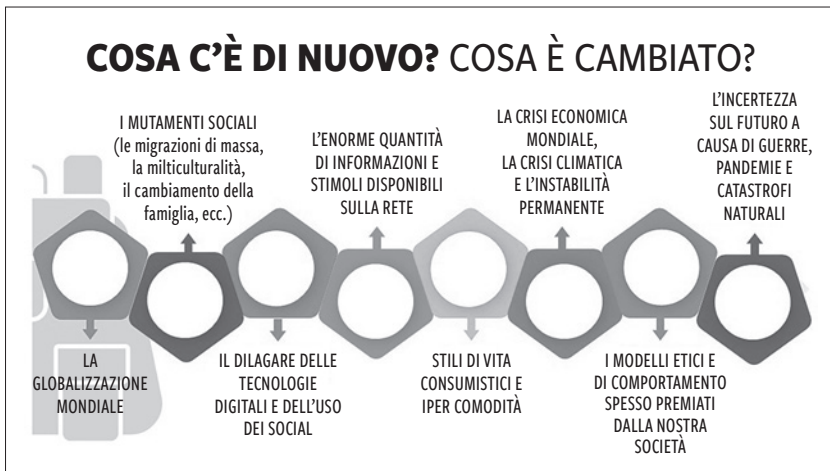 COSA C'È DI NUOVO? COSA È CAMBIATO?
I MUTAMENTI SOCIALI
(le migrazioni di massa,
la milticulturalità,
il cambiamento della
famiglia, ecc.)
L'ENORME QUANTITÀ
DI INFORMAZIONI E
STIMOLI DISPONIBILI
SULLA RETE
LA CRISI ECONOMICA
MONDIALE,
LA CRISI CLIMATICA
E L'INSTABILITÀ
PERMANENTE
L'INCERTEZZA
SUL FUTURO A
CAUSA DI GUERRE,
PANDEMIE E
CATASTROFI
NATURALI
LA
GLOBALIZZAZIONE
MONDIALE
IL DILAGARE DELLE
TECNOLOGIE
DIGITALI E DELL'USO
DEI SOCIAL
STILI DI VITA
CONSUMISTICI E
IPER COMODITÀ
I MODELLI ETICI E
DI COMPORTAMENTO
SPESSO PREMIATI
DALLA NOSTRA
SOCIETÀ